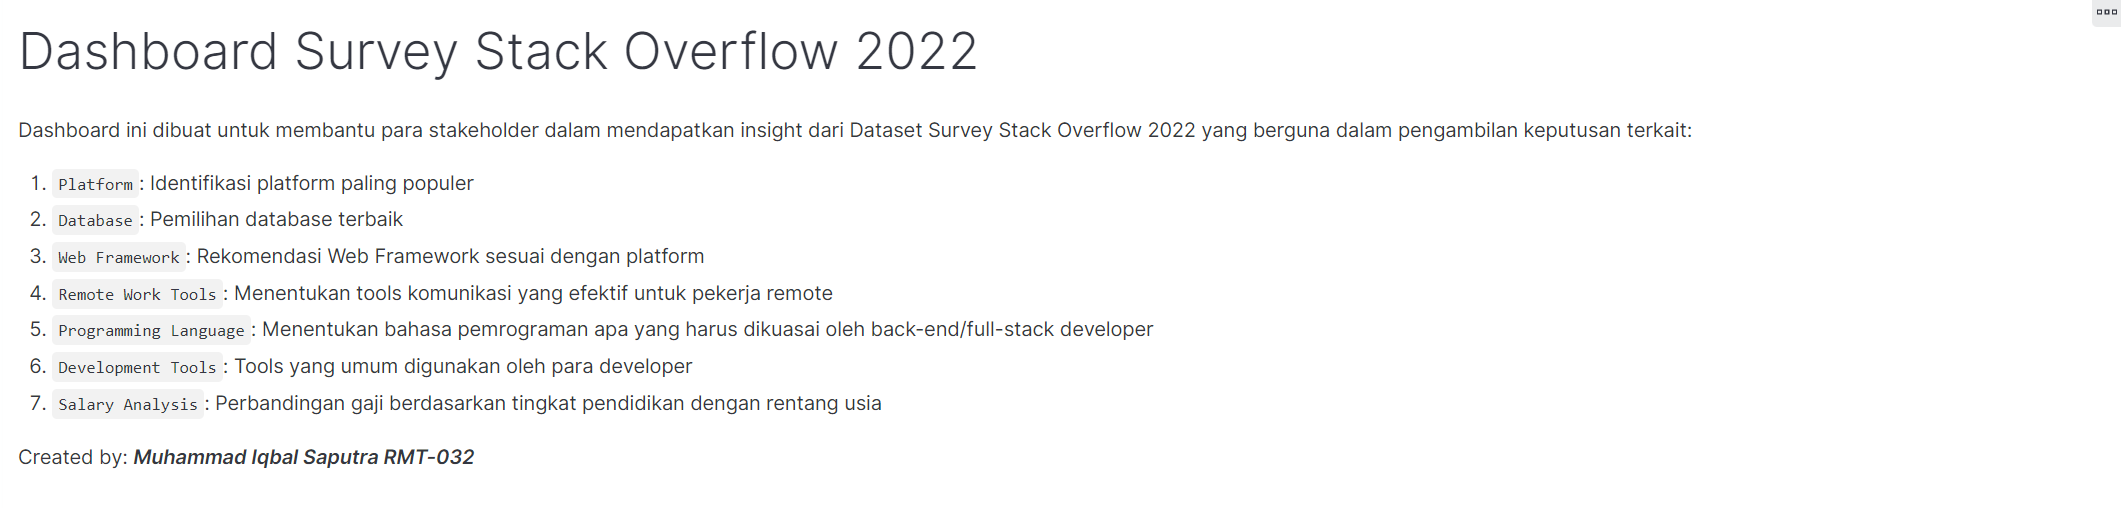 Dashboard Survey Stack Overflow 2022
Dashboard ini dibuat untuk membantu para stakeholder dalam mendapatkan insight dari Dataset Survey Stack Overflow 2022 yang berguna dalam pengambilan keputusan terkait:
1. Platform: Identifikasi platform paling populer
2. Database: Pemilihan database terbaik
3. Web Framework: Rekomendasi Web Framework sesuai dengan platform
4. Remote Work Tools: Menentukan tools komunikasi yang efektif untuk pekerja remote
5. Programming Language: Menentukan bahasa pemrograman apa yang harus dikuasai oleh back-end/full-stack developer
6. Development Tools: Tools yang umum digunakan oleh para developer
7. Salary Analysis: Perbandingan gaji berdasarkan tingkat pendidikan dengan rentang usia
Created by: Muhammad Iqbal Saputra RMT-032